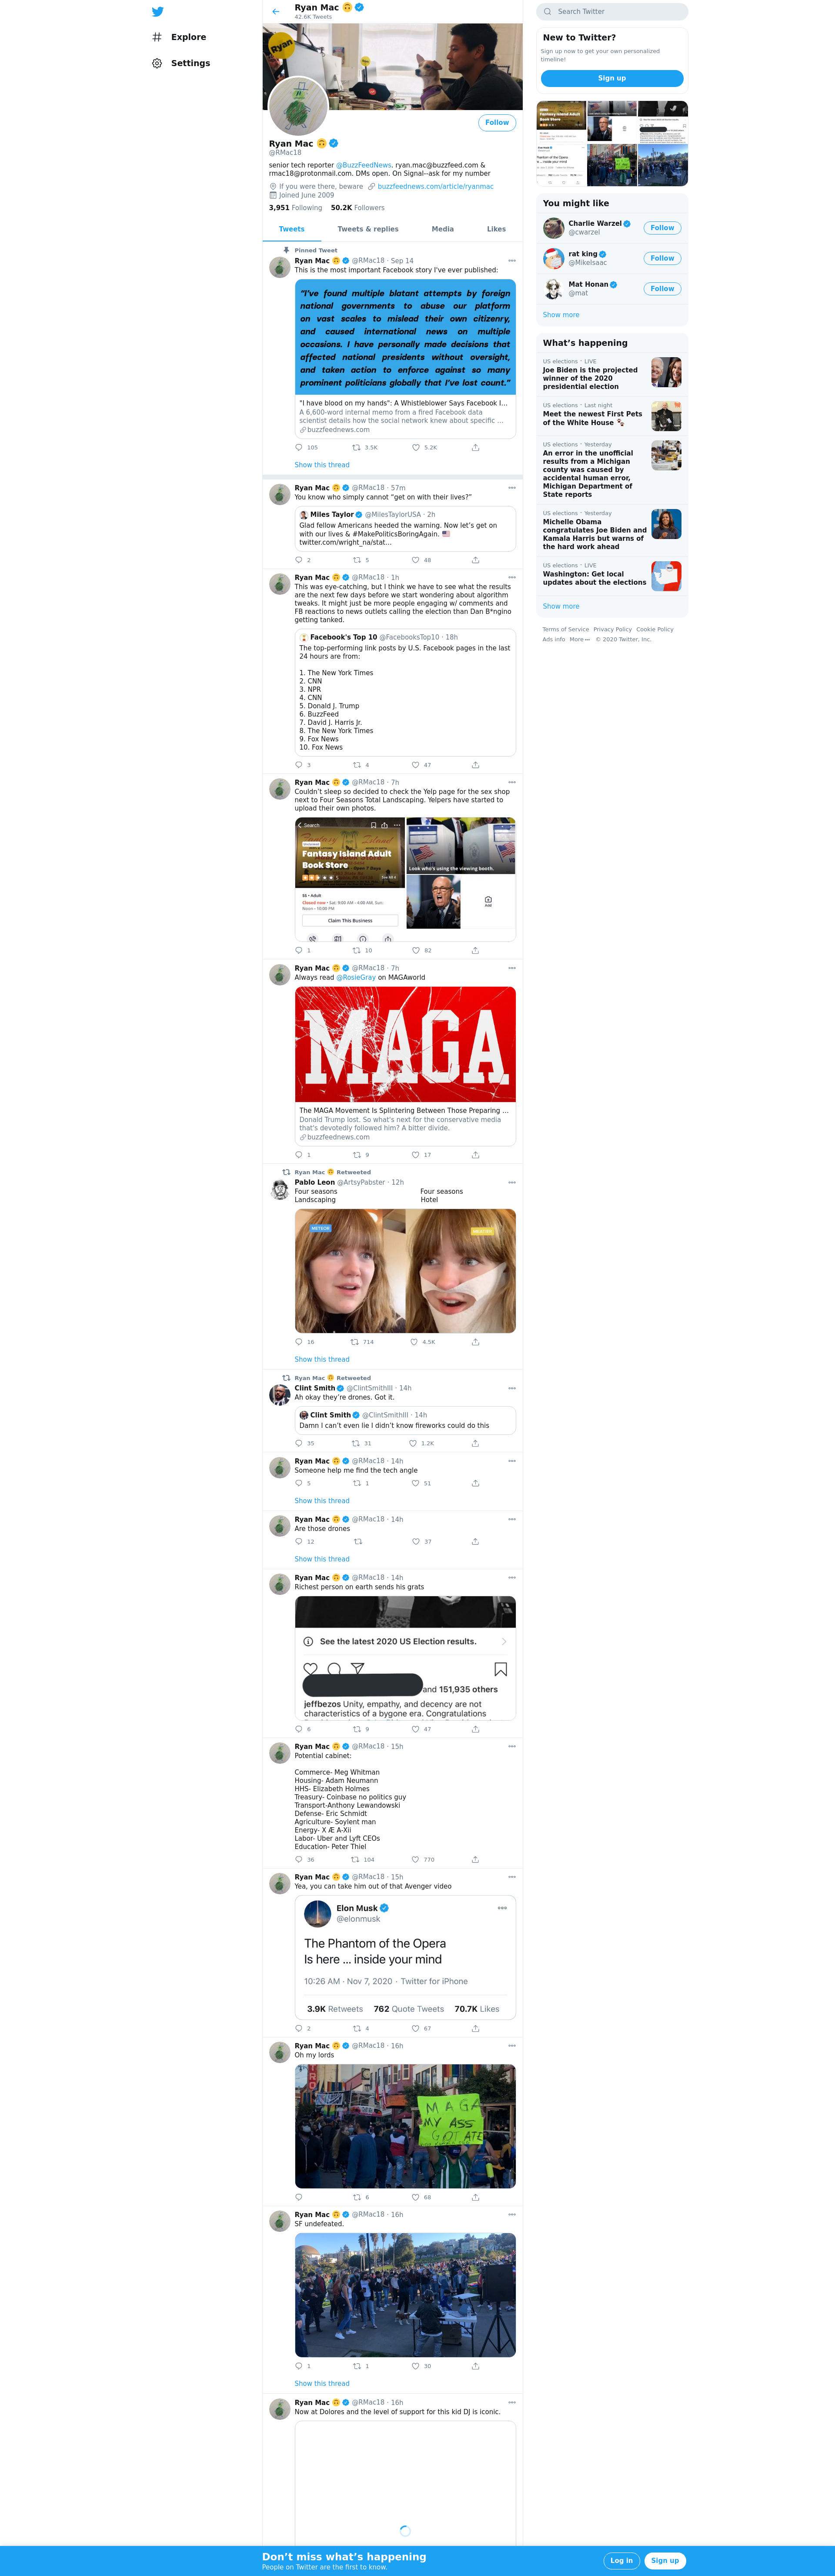 Explore
Settings
Ryan Mac 🙃
42.6K Tweets
Ryan
Follow
Ryan Mac 🙃
@RMac18
senior tech reporter @BuzzFeedNews. ryan.mac@buzzfeed.com &
rmac18@protonmail.com. DMs open. On Signal--ask for my number
If you were there, beware buzzfeednews.com/article/ryanmac
Joined June 2009
3,951 Following 50.2K Followers
Tweets Tweets & replies Media Likes
Pinned Tweet
Ryan Mac 🙃 @RMac18 · Sep 14
This is the most important Facebook story I've ever published:
"I've found multiple blatant attempts by foreign
national governments to abuse our platform
on vast scales to mislead their own citizenry,
and caused international news on multiple
occasions. I have personally made decisions that
affected national presidents without oversight,
and taken action to enforce against so many
prominent politicians globally that I've lost count."
"I have blood on my hands": A Whistleblower Says Facebook I...
A 6,600-word internal memo from a fired Facebook data
scientist details how the social network knew about specific ...
buzzfeednews.com
105 3.5K 5.2K
Show this thread
Ryan Mac 🙃 @RMac18 · 57m
You know who simply cannot "get on with their lives?"
Miles Taylor @MilesTaylorUSA · 2h
Glad fellow Americans heeded the warning. Now let's get on
with our lives & #MakePoliticsBoringAgain. 🇺🇸
twitter.com/wright_na/stat...
2 5 48
Ryan Mac 🙃 @RMac18 · 1h
This was eye-catching, but I think we have to see what the results
are the next few days before we start wondering about algorithm
tweaks. It might just be more people engaging w/ comments and
FB reactions to news outlets calling the election than Dan B*ngino
getting tanked.
Facebook's Top 10 @FacebooksTop10 · 18h
The top-performing link posts by U.S. Facebook pages in the last
24 hours are from:
1. The New York Times
2. CNN
3. NPR
4. CNN
5. Donald J. Trump
6. BuzzFeed
7. David J. Harris Jr.
8. The New York Times
9. Fox News
10. Fox News
3 4 47
Ryan Mac 🙃 @RMac18 · 7h
Couldn't sleep so decided to check the Yelp page for the sex shop
next to Four Seasons Total Landscaping. Yelpers have started to
upload their own photos.
Search
Fantasy Island Adult
Book Store
$$ • Adult
Closed now
Claim This Business
Look who's using the viewing booth.
Add
1 10 62
Ryan Mac 🙃 @RMac18 · 7h
Always read @RosieGray on MAGAworld
MAGA
The MAGA Movement Is Splintering Between Those Preparing ...
Donald Trump lost. So what's next for the conservative media
that's devotedly followed him? A bitter divide.
buzzfeednews.com
1 9 17
Ryan Mac 🙃 Retweeted
Pablo Leon @ArtsyPabster · 12h
Four seasons Four seasons
Landscaping Hotel
METEOR
16 714 4.5K
Show this thread
Ryan Mac 🙃 Retweeted
Clint Smith @ClintSmithIII · 14h
Ah okay they're drones. Got it.
Clint Smith @ClintSmithIII · 14h
Damn I can't even lie I didn't know fireworks could do this
35 31 1.2K
Ryan Mac 🙃 @RMac18 · 14h
Someone help me find the tech angle
5 1 51
Show this thread
Ryan Mac 🙃 @RMac18 · 14h
Are those drones
12 37
Show this thread
Ryan Mac 🙃 @RMac18 · 14h
Richest person on earth sends his grats
See the latest 2020 US Election results.
and 151,935 others
jeffbezos Unity, empathy, and decency are not
characteristics of a bygone era. Congratulations
6 9 47
Ryan Mac 🙃 @RMac18 · 15h
Potential cabinet:
Commerce- Meg Whitman
Housing- Adam Neumann
HHS- Elizabeth Holmes
Treasury- Coinbase no politics guy
Transport-Anthony Lewandowski
Defense- Eric Schmidt
Agriculture- Soylent man
Energy- X Æ A-Xii
Labor- Uber and Lyft CEOs
Education- Peter Thiel
36 104 770
Ryan Mac 🙃 @RMac18 · 15h
Yea, you can take him out of that Avenger video
Elon Musk
@elonmusk
The Phantom of the Opera
Is here ... inside your mind
10:26 AM · Nov 7, 2020 · Twitter for iPhone
3.9K Retweets 762 Quote Tweets 70.7K Likes
2 4 67
Ryan Mac 🙃 @RMac18 · 16h
Oh my lords
MAGA
MY ASS
GOT ATE
6 68
Ryan Mac 🙃 @RMac18 · 16h
SF undefeated.
1 1 30
Show this thread
Ryan Mac 🙃 @RMac18 · 16h
Now at Dolores and the level of support for this kid DJ is iconic.
Search Twitter
New to Twitter?
Sign up now to get your own personalized
timeline!
Sign up
You might like
Charlie Warzel
@cwarzel
Follow
rat king
@MikeIsaac
Follow
Mat Honan
@mat
Follow
Show more
What's happening
US elections · LIVE
Joe Biden is the projected
winner of the 2020
presidential election
US elections · Last night
Meet the newest First Pets
of the White House 🐾
US elections · Yesterday
An error in the unofficial
results from a Michigan
county was caused by
accidental human error,
Michigan Department of
State reports
US elections · Yesterday
Michelle Obama
congratulates Joe Biden and
Kamala Harris but warns of
the hard work ahead
US elections · LIVE
Washington: Get local
updates about the elections
Show more
Terms of Service Privacy Policy Cookie Policy
Ads info More © 2020 Twitter, Inc.
Don't miss what's happening
People on Twitter are the first to know.
Log in Sign up